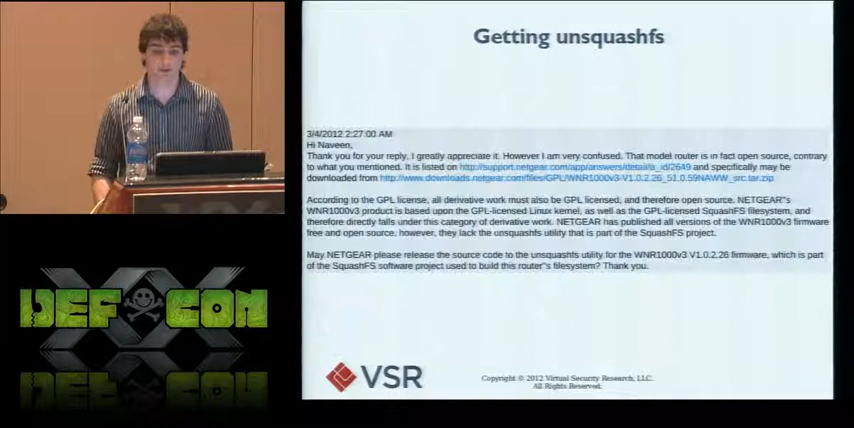 Getting unsquashfs
3/4/2012 2:27:00 AM
Hi Naveen,
Thank you for your reply, I greatly appreciate it. However I am very confused. That model router is in fact open source, contrary
to what you mentioned. It is listed on http://support.netgear.com/app/answers/detail/a_id/2649 and specifically may be
downloaded from http://www.downloads.netgear.com/files/GPL/WNR1000v3-V1.0.2.26_51.0.59NAWW_src.tar.zip
According to the GPL license, all derivative work must also be GPL licensed, and therefore open source. NETGEAR"s
WNR1000v3 product is based upon the GPL-licensed Linux kernel, as well as the GPL-licensed SquashFS filesystem, and
therefore directly falls under this category of derivative work. NETGEAR has published all versions of the WNR1000v3 firmware
free and open source, however, they lack the unsquashfs utility that is part of the SquashFS project.
May NETGEAR please release the source code to the unsquashfs utility for the WNR1000v3 V1.0.2.26 firmware, which is part
of the SquashFS software project used to build this router"s filesystem? Thank you.
DEFCON
XX
VSR
Copyright © 2012 Virtual Security Research, LLC.
All Rights Reserved.